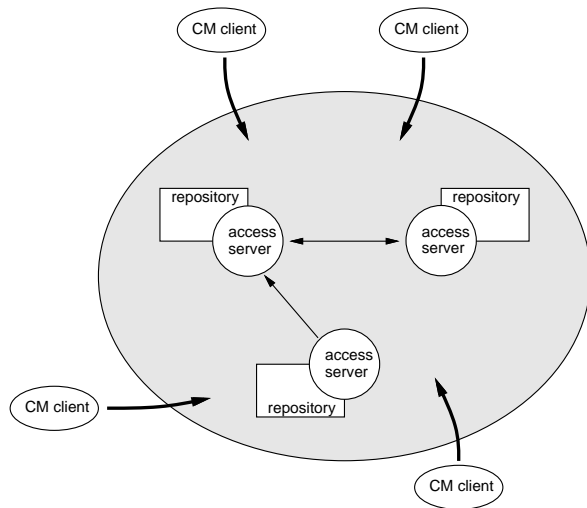 CM client
CM client
repository
access
server
repository
access
server
access
server
repository
CM client
CM client